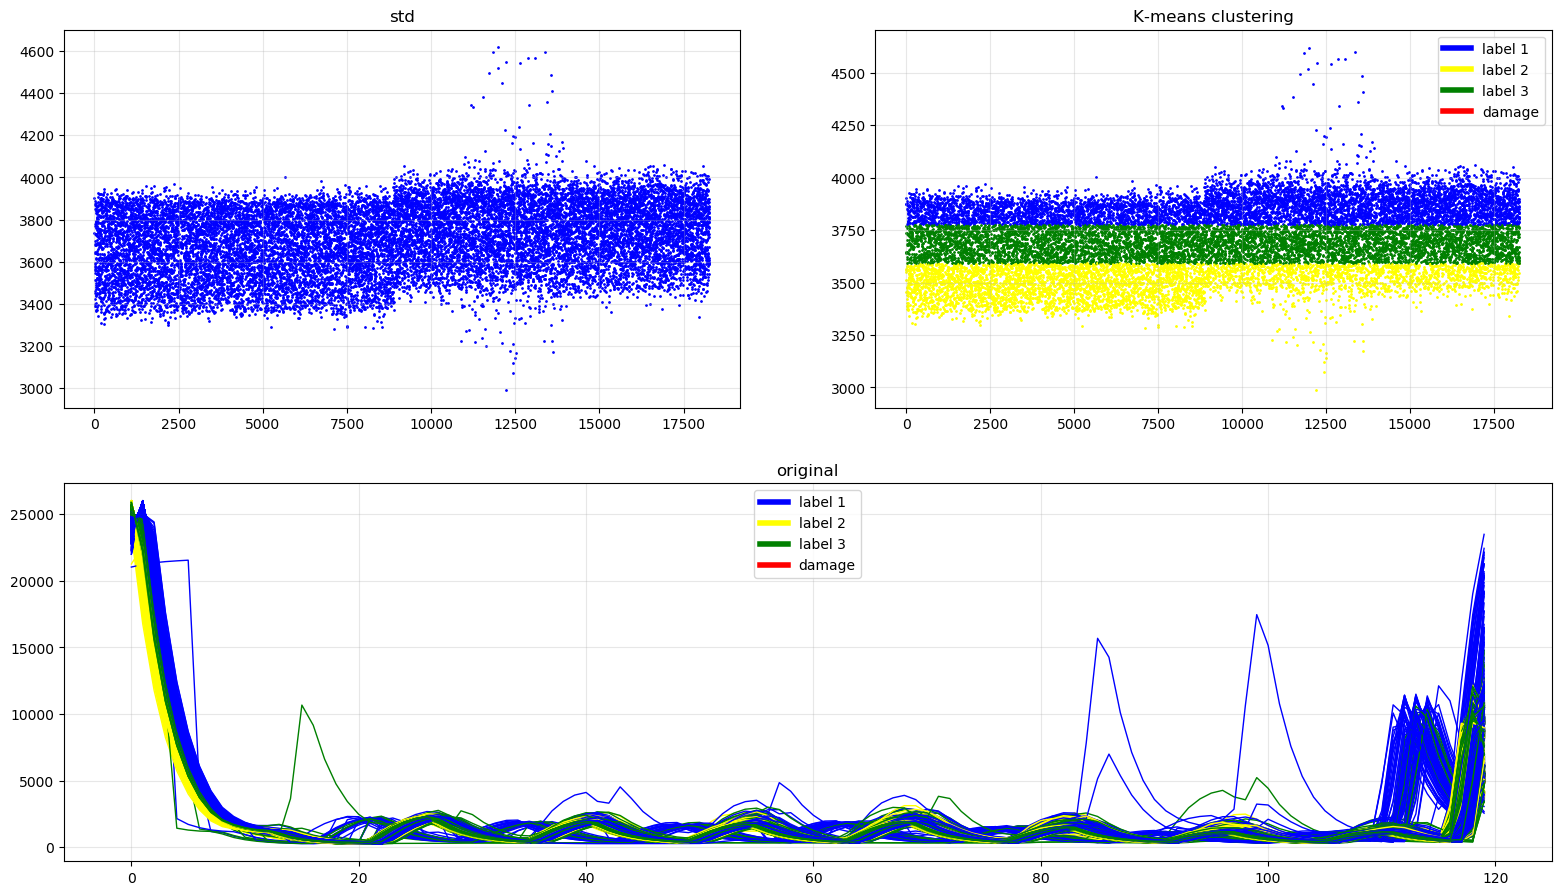 std
4600
4400
4200
4000
3800
3600
3400
3200
3000
0 2500 5000 7500 10000 12500 15000 17500
K-means clustering
label 1
label 2
label 3
damage
4500
4250
4000
3750
3500
3250
3000
0 2500 5000 7500 10000 12500 15000 17500
original
label 1
label 2
label 3
damage
25000
20000
15000
10000
5000
0
0 20 40 60 80 100 120